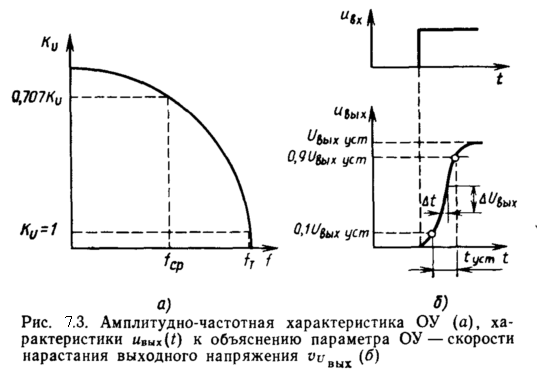 K_U
0,707K_U
K_U=1
f_ср
f_T
f
а)
u_вх
t
u_вых
U_вых уст
0,9U_вых уст
Δt
ΔU_вых
0,1U_вых уст
t_уст
t
б)
Рис. 7.3. Амплитудно-частотная характеристика ОУ (а), ха-
рактеристики u_вых(t) к объяснению параметра ОУ — скорости
нарастания выходного напряжения v_U вых (б)